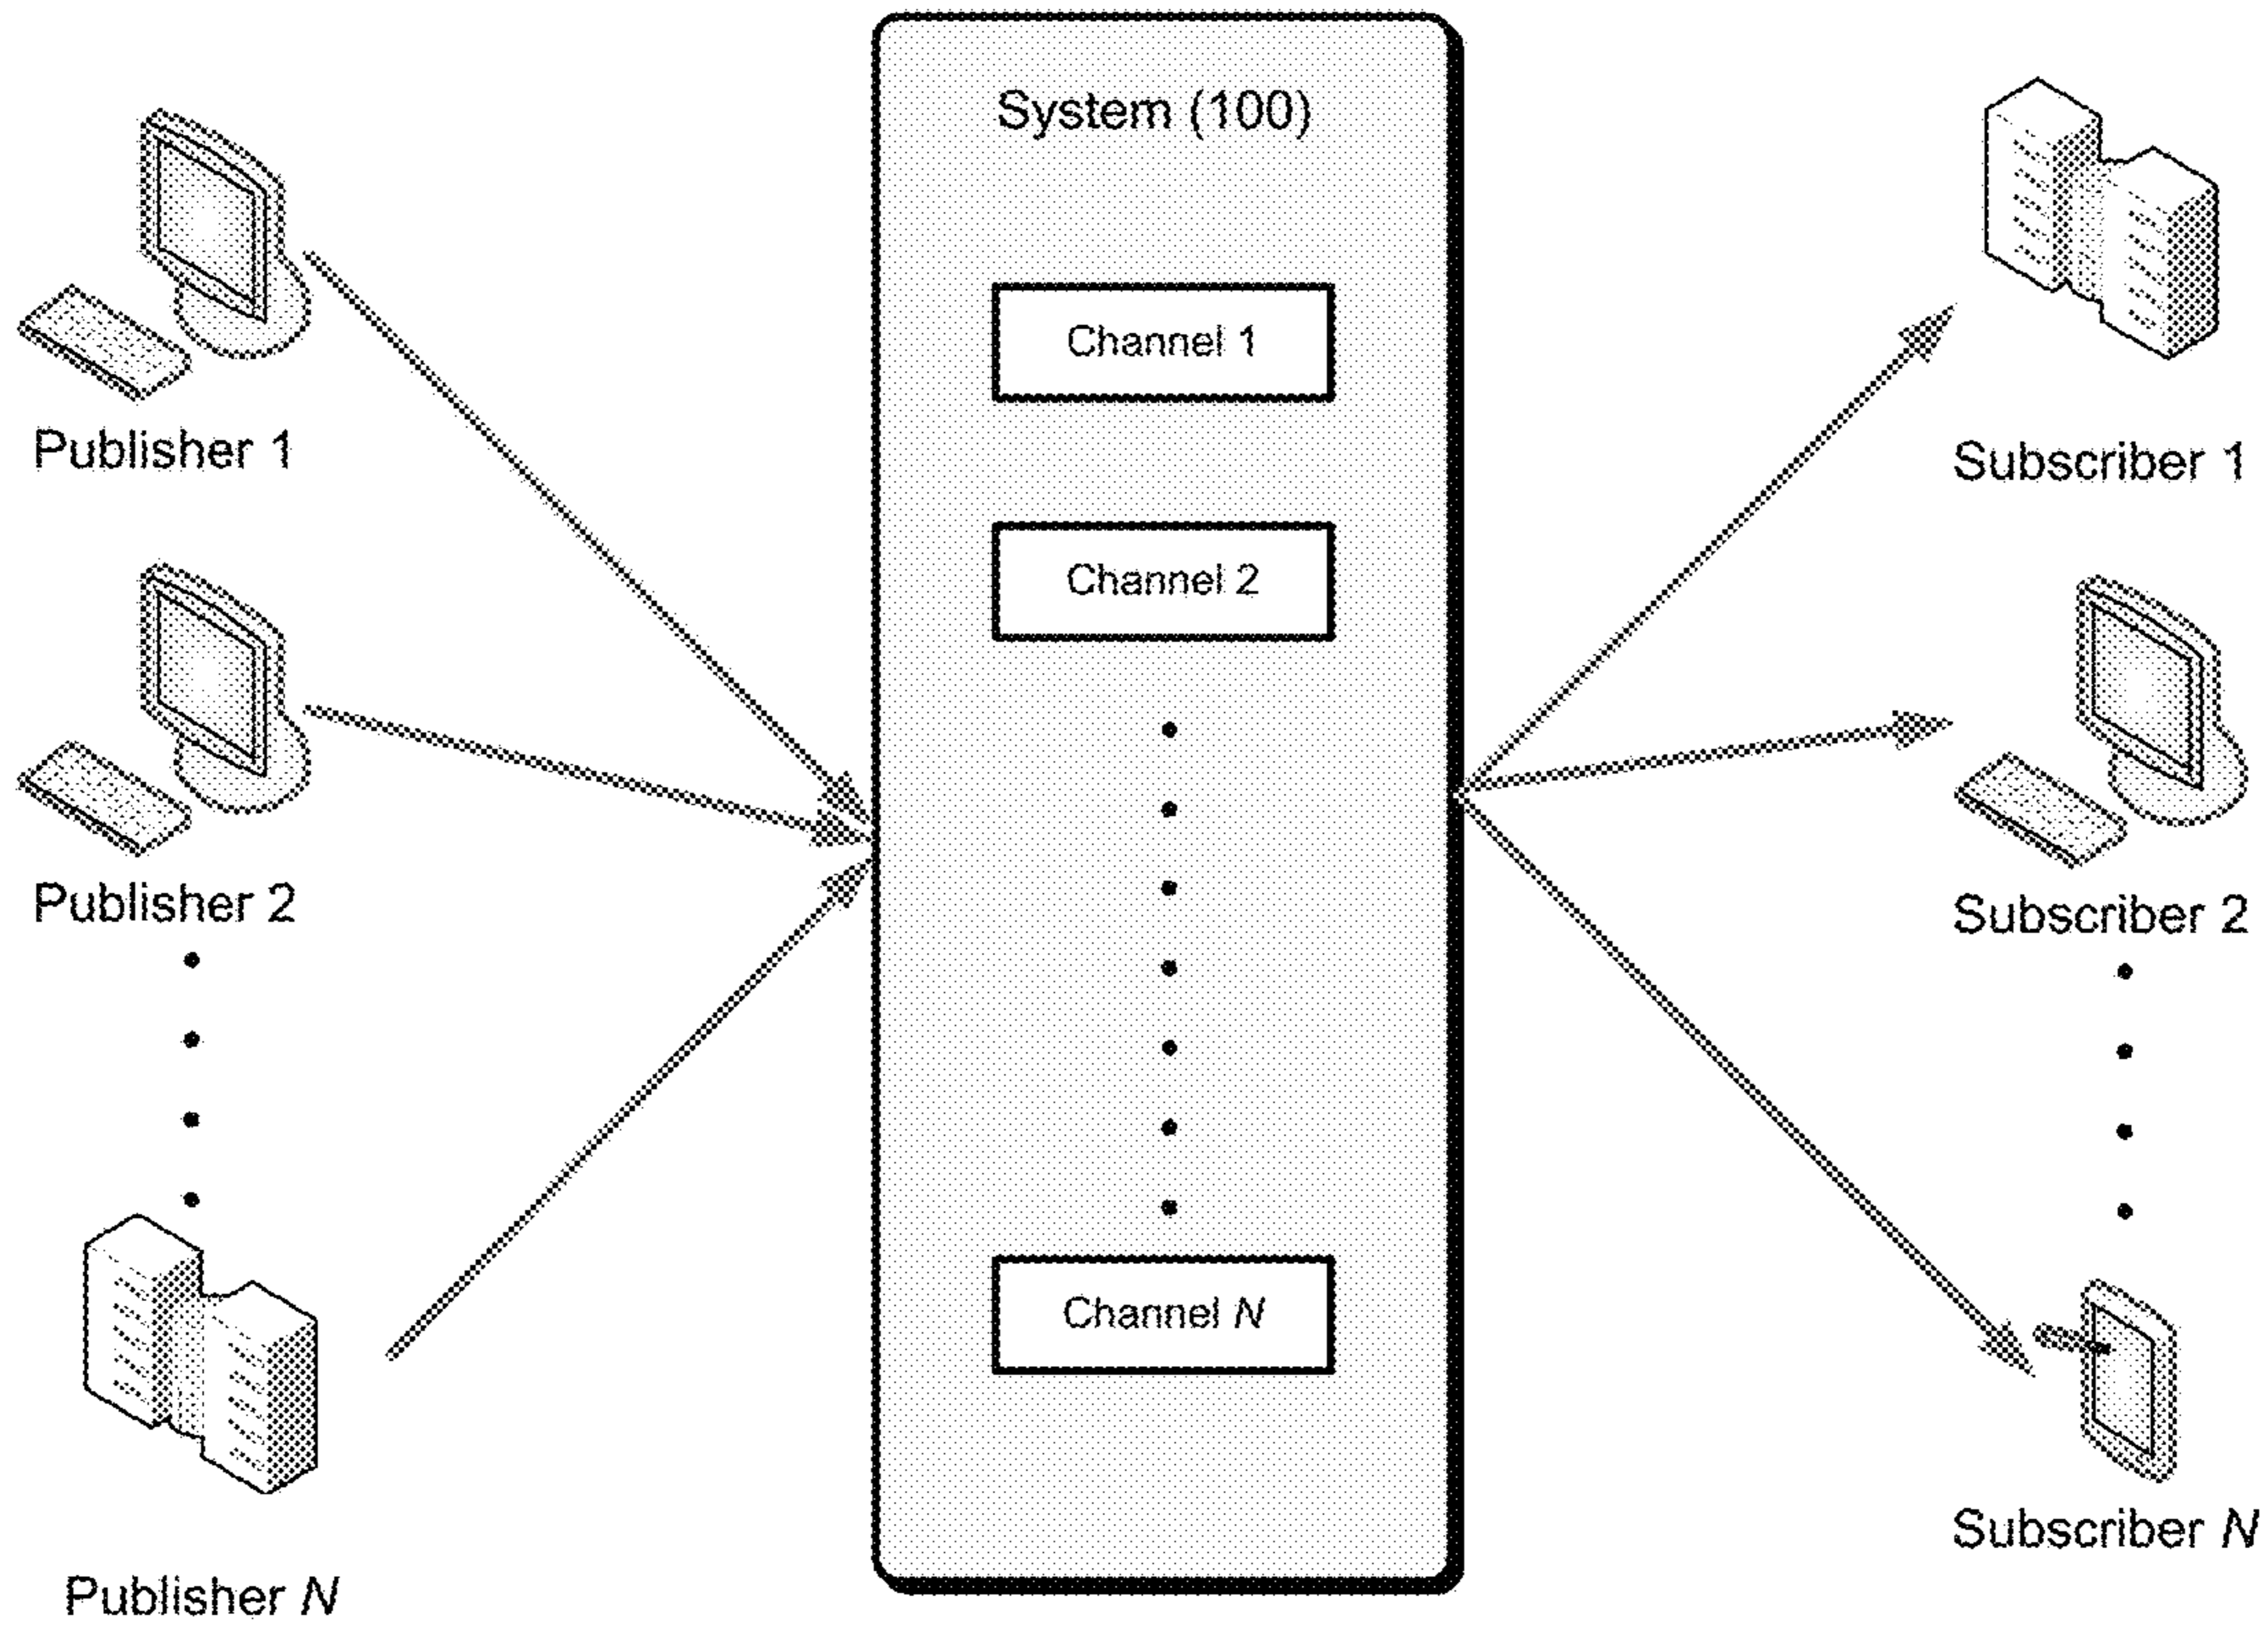 System (100)
Publisher 1
Publisher 2
Publisher N
Channel 1
Channel 2
Channel N
Subscriber 1
Subscriber 2
Subscriber N